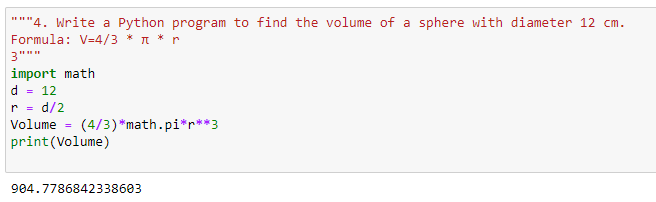 """4. Write a Python program to find the volume of a sphere with diameter 12 cm.
Formula: V=4/3 * π * r
3"""
import math
d = 12
r = d/2
Volume = (4/3)*math.pi*r**3
print(Volume)
904.7786842338603